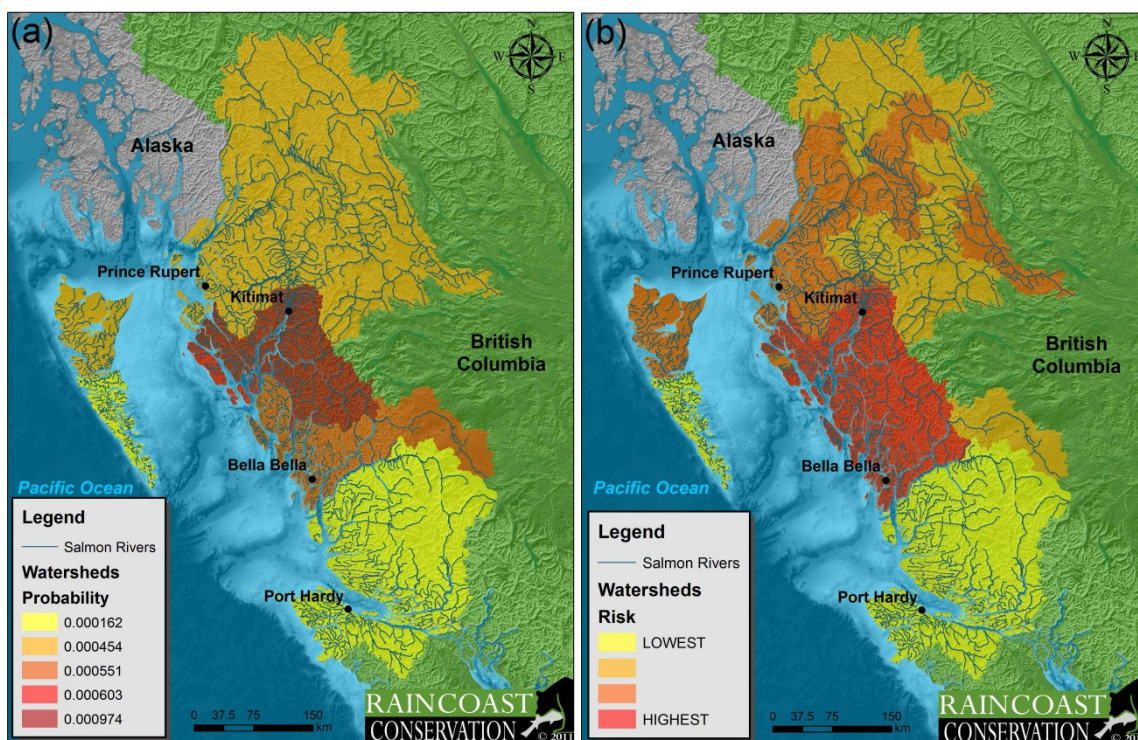 (a)
N
W E
S
Alaska
Prince Rupert
Kitimat
British
Columbia
Bella Bella
Pacific Ocean
Port Hardy
Legend
Salmon Rivers
Watersheds
Probability
0.000162
0.000454
0.000551
0.000603
0.000974
0 37.5 75 150
km
RAINCOAST
CONSERVATION
© 2011
(b)
N
W E
S
Alaska
Prince Rupert
Kitimat
British
Columbia
Bella Bella
Pacific Ocean
Port Hardy
Legend
Salmon Rivers
Watersheds
Risk
LOWEST
HIGHEST
0 37.5 75 150
km
RAINCOAST
CONSERVATION